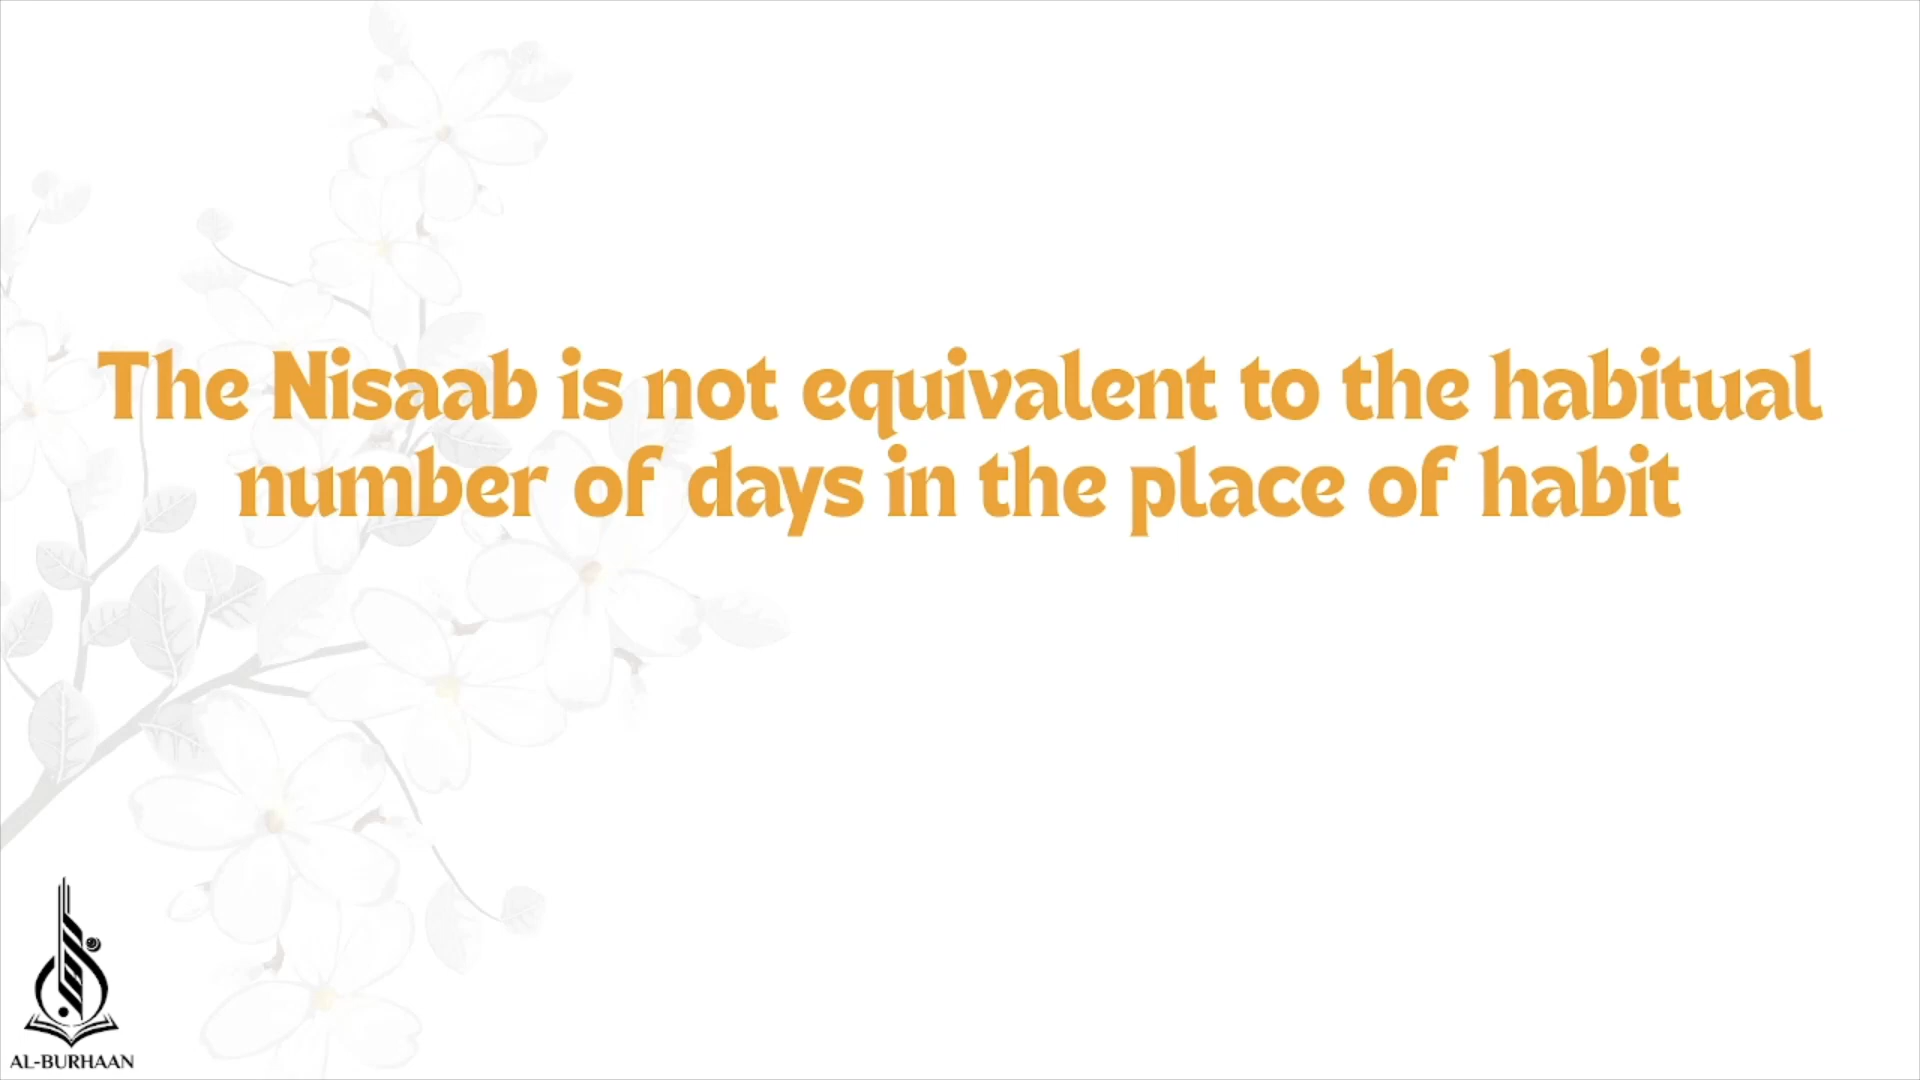 The Nisaab is not equivalent to the habitual
number of days in the place of habit
AL-BURHAAN